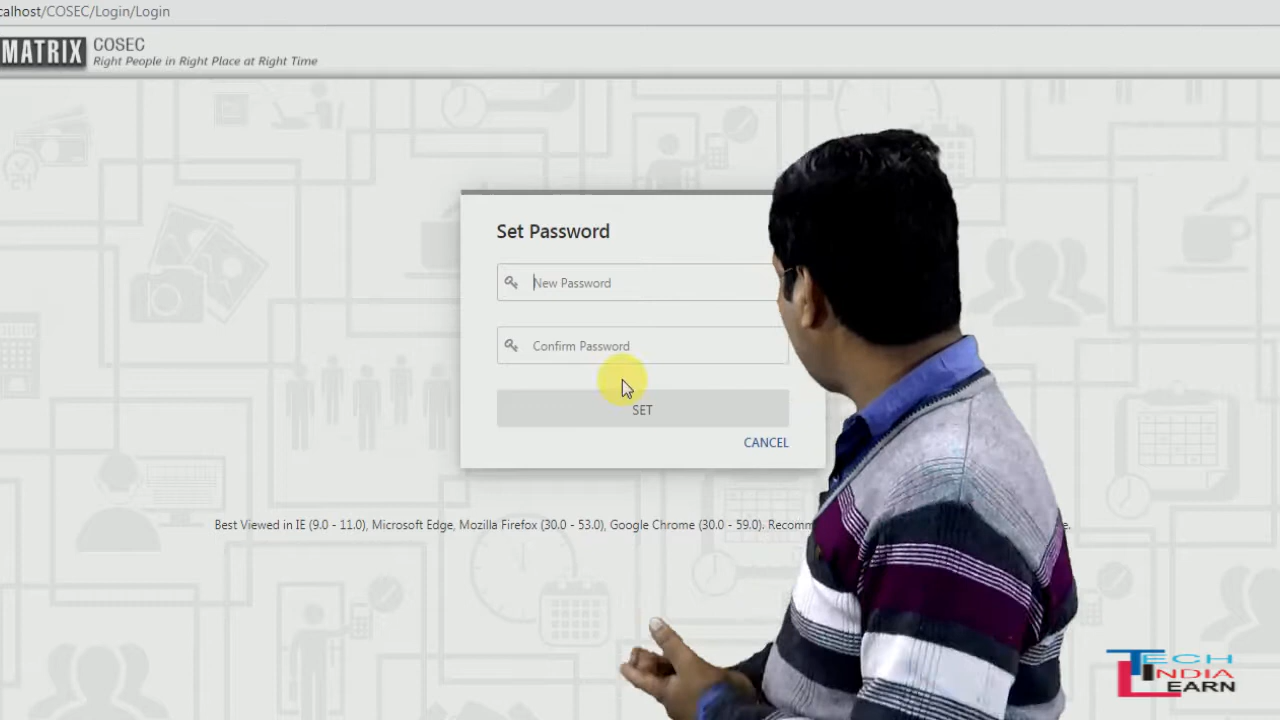 calhost/COSEC/Login/Login
MATRIX
COSEC
Right People in Right Place at Right Time
24
Set Password
New Password
Confirm Password
SET
CANCEL
Best Viewed in IE (9.0 - 11.0), Microsoft Edge, Mozilla Firefox (30.0 - 53.0), Google Chrome (30.0 - 59.0).
TECH
INDIA
LEARN